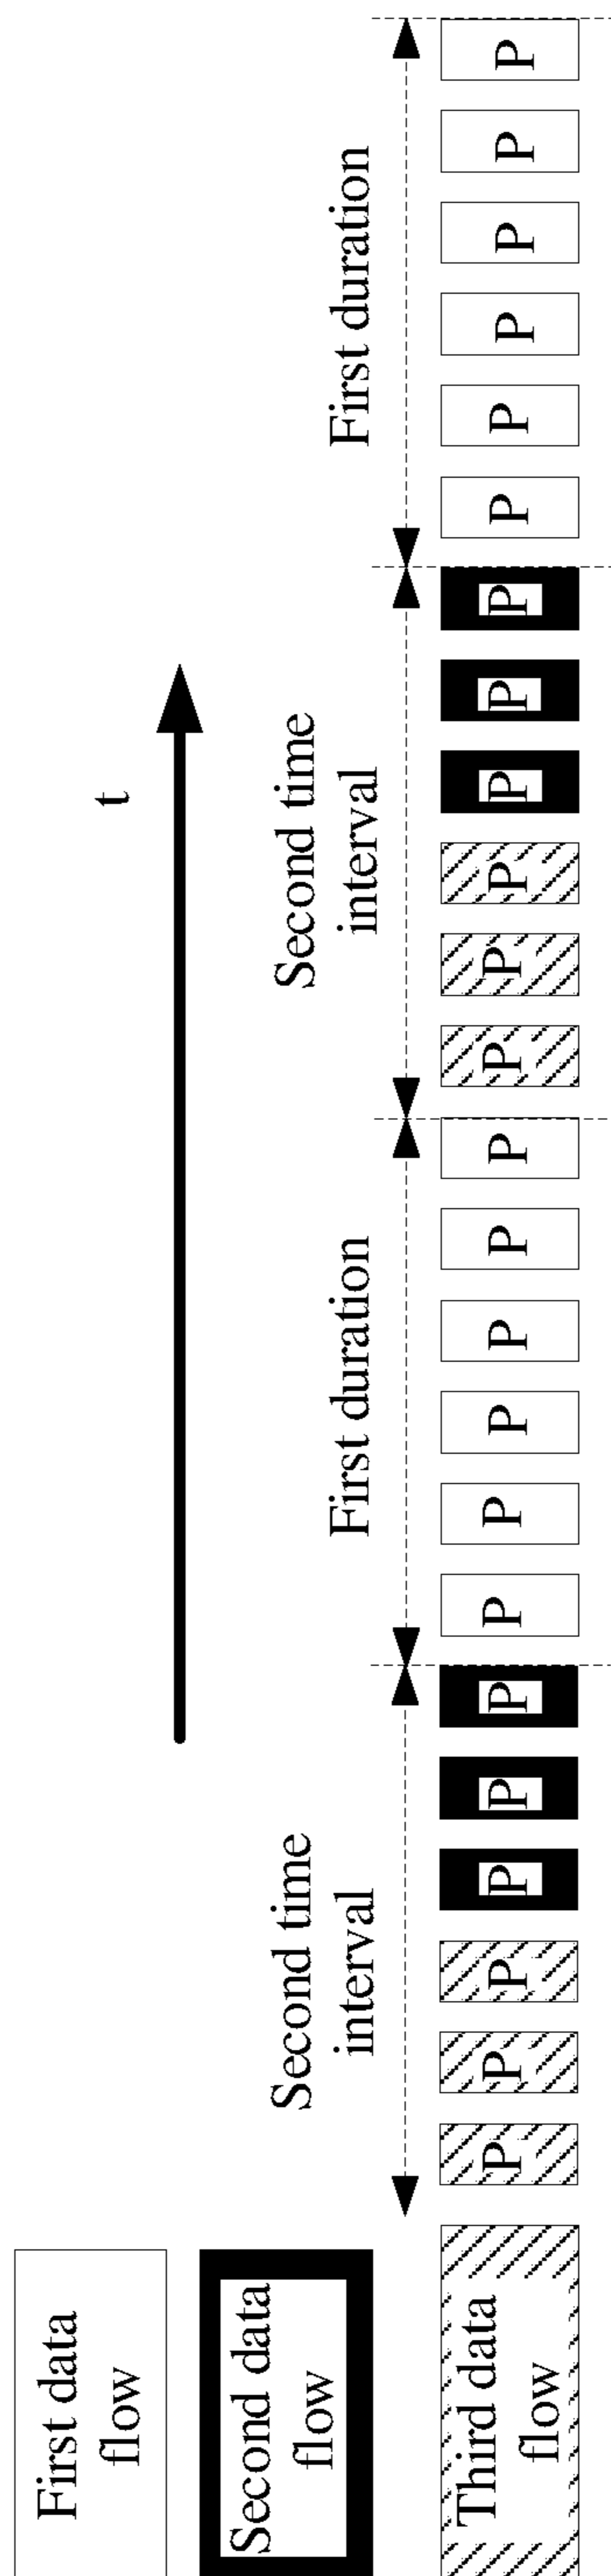 First data
flow
t
Second data
flow
Second time
interval
First duration
Second time
interval
First duration
Third data
flow
P P P P P P P P P P P P P P P P P P P P P P P P